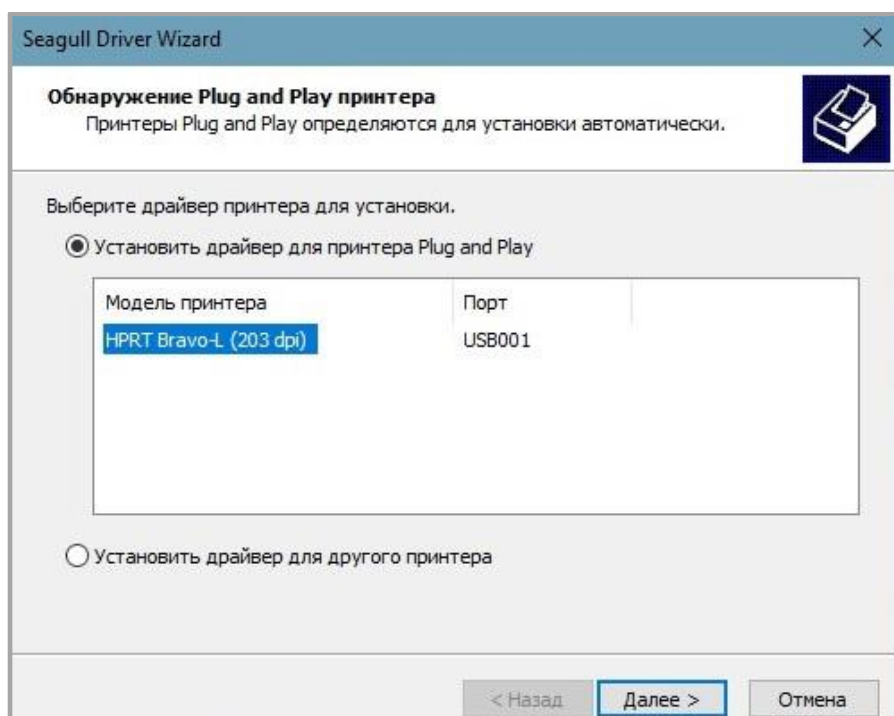 Seagull Driver Wizard
Обнаружение Plug and Play принтера
Принтеры Plug and Play определяются для установки автоматически.
Выберите драйвер принтера для установки.
Установить драйвер для принтера Plug and Play
Модель принтера Порт
HPRT Bravo-L (203 dpi) USB001
Установить драйвер для другого принтера
< Назад Далее > Отмена